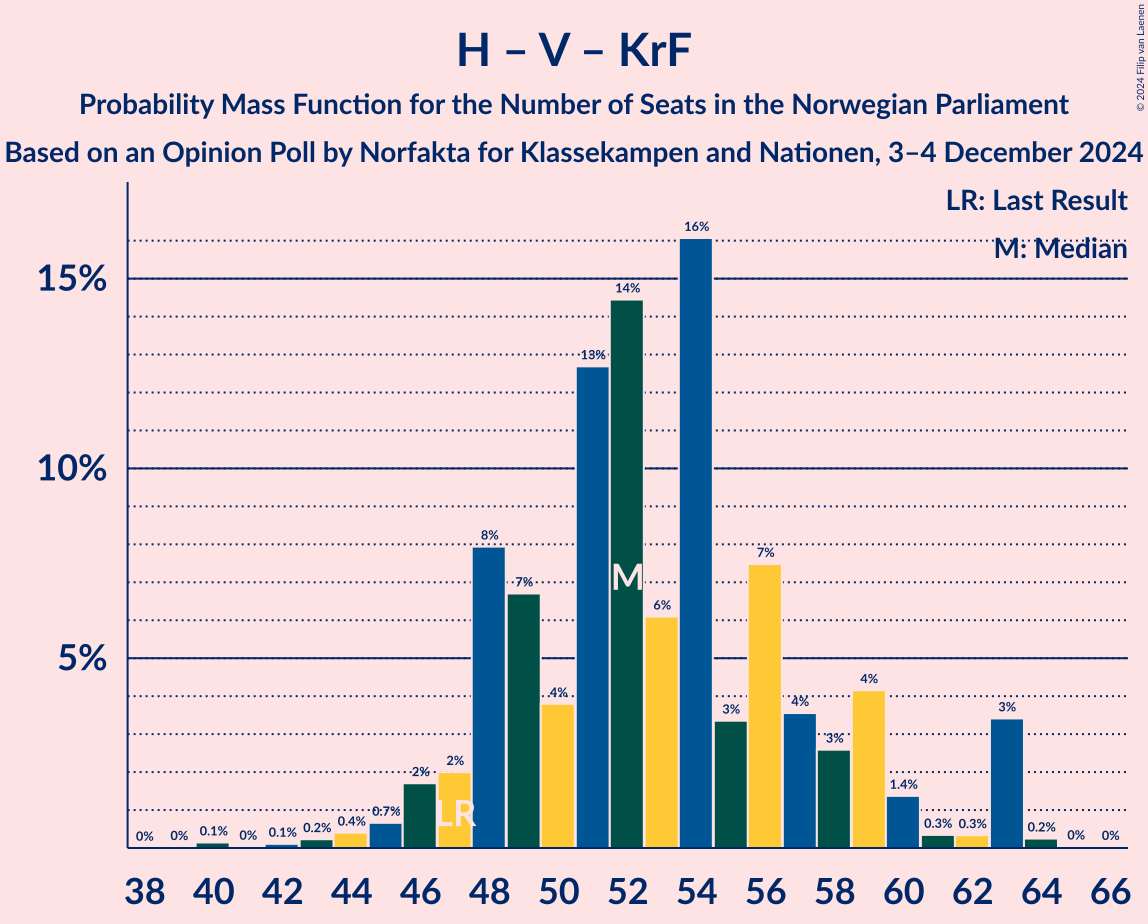 H – V – KrF
Probability Mass Function for the Number of Seats in the Norwegian Parliament
Based on an Opinion Poll by Norfakta for Klassekampen and Nationen, 3–4 December 2024
© 2024 Filip van Laenen
LR: Last Result
M: Median
15%
10%
5%
0% 0% 0.1% 0% 0.1% 0.2% 0.4% 0.7% 2% 2% 8% 7% 4% 13% 14% 6% 16% 3% 7% 4% 3% 4% 1.4% 0.3% 0.3% 3% 0.2% 0% 0%
LR
M
38 40 42 44 46 48 50 52 54 56 58 60 62 64 66